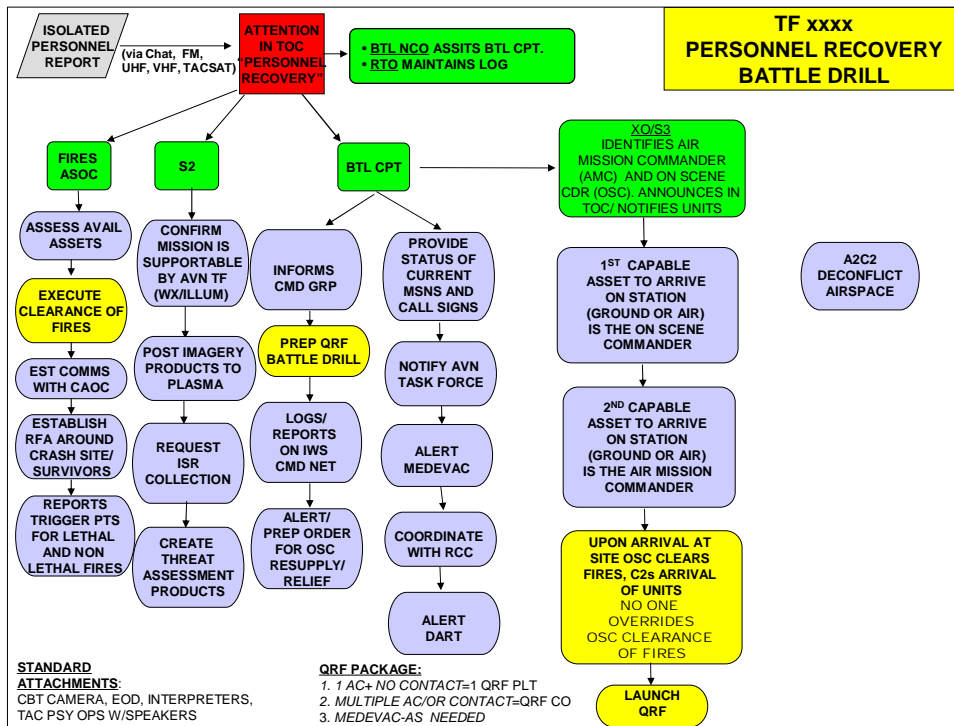 ISOLATED
PERSONNEL
REPORT
(via Chat, FM,
UHF, VHF, TACSAT)
ATTENTION
IN TOC
"PERSONNEL
RECOVERY"
• BTL NCO ASSITS BTL CPT.
• RTO MAINTAINS LOG
TF xxxx
PERSONNEL RECOVERY
BATTLE DRILL
FIRES
ASOC
S2
BTL CPT
XO/S3
IDENTIFIES AIR
MISSION COMMANDER
(AMC) AND ON SCENE
CDR (OSC). ANNOUNCES IN
TOC/ NOTIFIES UNITS
ASSESS AVAIL
ASSETS
EXECUTE
CLEARANCE OF
FIRES
EST COMMS
WITH CAOC
ESTABLISH
RFA AROUND
CRASH SITE/
SURVIVORS
REPORTS
TRIGGER PTS
FOR LETHAL
AND NON
LETHAL FIRES
CONFIRM
MISSION IS
SUPPORTABLE
BY AVN TF
(WX/ILLUM)
POST IMAGERY
PRODUCTS TO
PLASMA
REQUEST
ISR
COLLECTION
CREATE
THREAT
ASSESSMENT
PRODUCTS
INFORMS
CMD GRP
PREP QRF
BATTLE DRILL
LOGS/
REPORTS
ON IWS
CMD NET
ALERT/
PREP ORDER
FOR OSC
RESUPPLY/
RELIEF
PROVIDE
STATUS OF
CURRENT
MSNS AND
CALL SIGNS
NOTIFY AVN
TASK FORCE
ALERT
MEDEVAC
COORDINATE
WITH RCC
ALERT
DART
1ST CAPABLE
ASSET TO ARRIVE
ON STATION
(GROUND OR AIR)
IS THE ON SCENE
COMMANDER
2ND CAPABLE
ASSET TO ARRIVE
ON STATION
(GROUND OR AIR)
IS THE AIR MISSION
COMMANDER
UPON ARRIVAL AT
SITE OSC CLEARS
FIRES, C2s ARRIVAL
OF UNITS
NO ONE
OVERRIDES
OSC CLEARANCE
OF FIRES
LAUNCH
QRF
A2C2
DECONFLICT
AIRSPACE
STANDARD
ATTACHMENTS:
CBT CAMERA, EOD, INTERPRETERS,
TAC PSY OPS W/SPEAKERS
QRF PACKAGE:
1. 1 AC+ NO CONTACT=1 QRF PLT
2. MULTIPLE AC/OR CONTACT=QRF CO
3. MEDEVAC-AS NEEDED